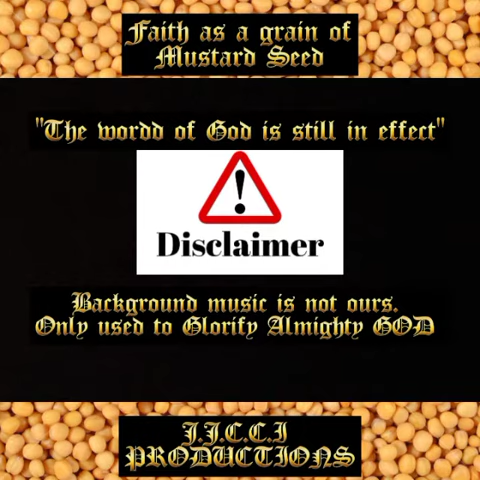 Faith as a grain of
Mustard Seed
"The wordd of God is still in effect"
Disclaimer
Background music is not ours.
Only used to Glorify Almighty GOD
J.J.C.C.I
PRODUCTIONS